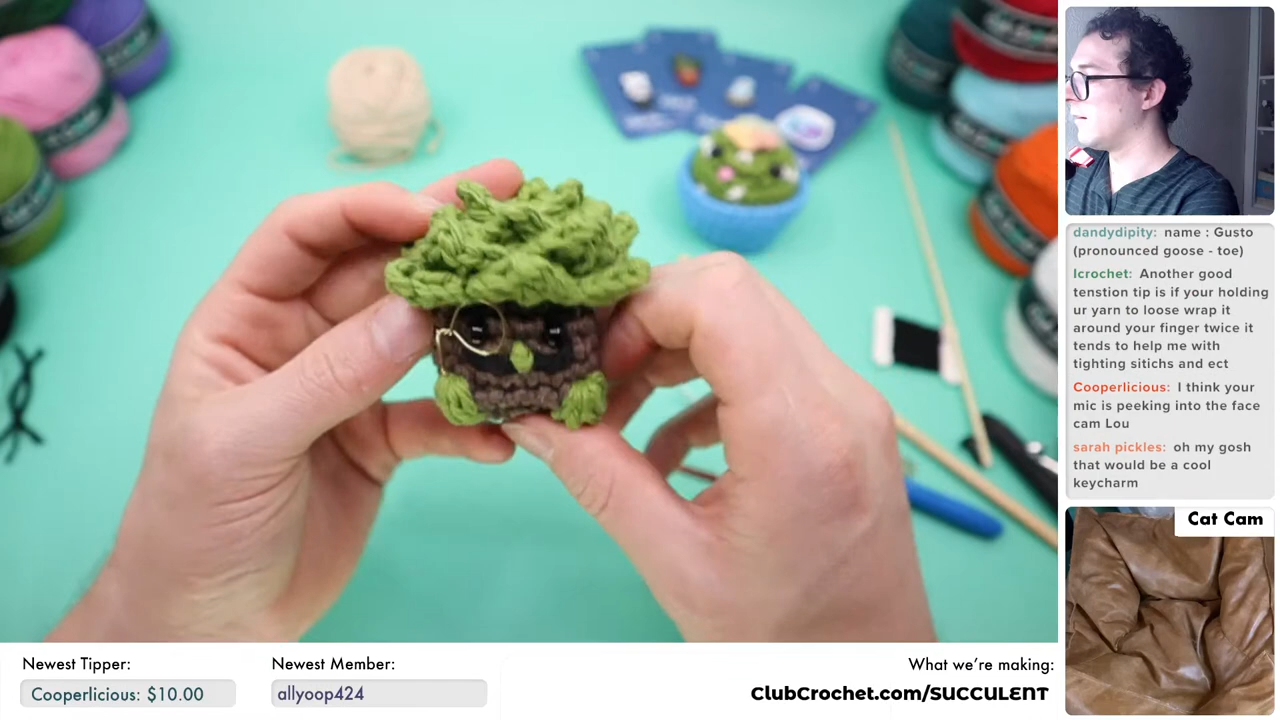 dandydipity: name : Gusto
(pronounced goose - toe)
lcrochet: Another good
tenstion tip is if your holding
ur yarn to loose wrap it
around your finger twice it
tends to help me with
tighting sitichs and ect
Cooperlicious: I think your
mic is peeking into the face
cam Lou
sarah pickles: oh my gosh
that would be a cool
keycharm
Cat Cam
Newest Tipper:
Cooperlicious: $10.00
Newest Member:
allyoop424
What we're making:
ClubCrochet.com/SUCCULENT